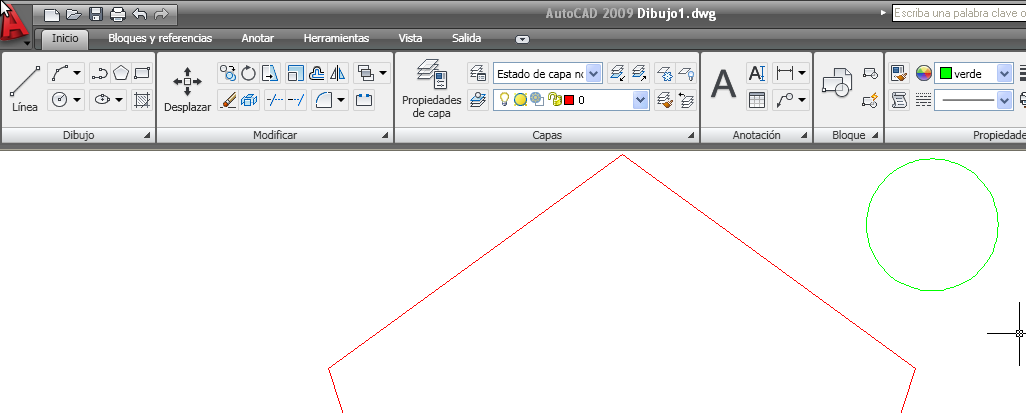 AutoCAD 2009 Dibujo1.dwg
Escriba una palabra clave o
Inicio
Bloques y referencias
Anotar
Herramientas
Vista
Salida
Línea
Desplazar
Propiedades
de capa
Estado de capa no
0
verde
Dibujo
Modificar
Capas
Anotación
Bloque
Propiedade